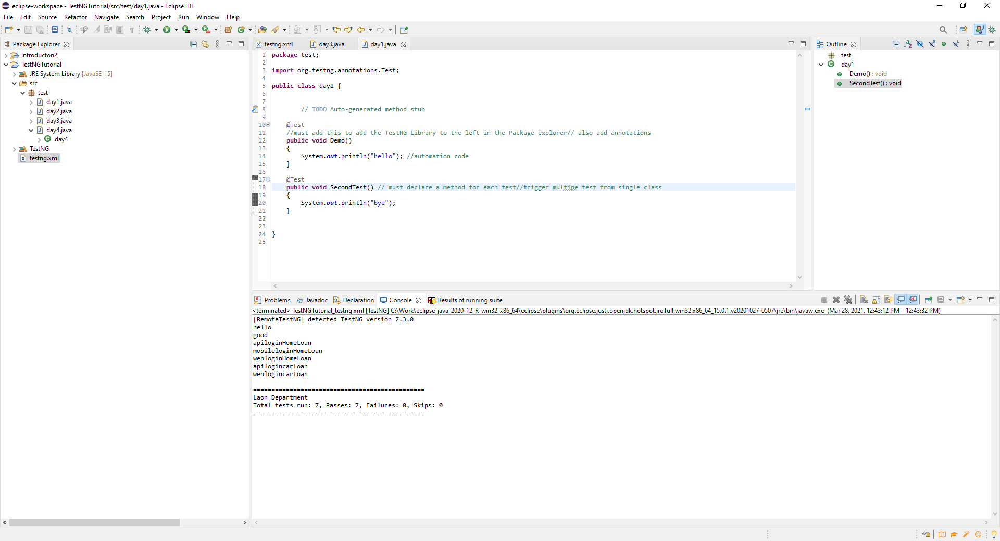 eclipse-workspace - TestNGTutorial/src/test/day1.java - Eclipse IDE
File Edit Source Refactor Navigate Search Project Run Window Help
Package Explorer
Introducton2
TestNGTutorial
JRE System Library [JavaSE-15]
src
test
day1.java
day2.java
day3.java
day4.java
day4
TestNG
testng.xml
testng.xml day3.java day1.java
1 package test;
2
3 import org.testng.annotations.Test;
4
5 public class day1 {
6
7
8 // TODO Auto-generated method stub
9
10 @Test
11 //must add this to add the TestNG Library to the left in the Package explorer// also add annotations
12 public void Demo()
13 {
14 System.out.println("hello"); //automation code
15 }
16
17 @Test
18 public void SecondTest() // must declare a method for each test//trigger multipe test from single class
19 {
20 System.out.println("bye");
21 }
22
23
24 }
25
Outline
test
day1
Demo() : void
SecondTest() : void
Problems @ Javadoc Declaration Console Results of running suite
<terminated> TestNGTutorial_testng.xml [TestNG] C:\Work\eclipse-java-2020-12-R-win32-x86_64\eclipse\plugins\org.eclipse.justj.openjdk.hotspot.jre.full.win32.x86_64_15.0.1.v20201027-0507\jre\bin\javaw.exe (Mar 28, 2021, 12:43:12 PM – 12:43:32 PM)
[RemoteTestNG] detected TestNG version 7.3.0
hello
good
apiloginHomeLoan
mobileloginHomeLoan
webloginHomeLoan
apilogincarLoan
weblogincarLoan
===============================================
Laon Department
Total tests run: 7, Passes: 7, Failures: 0, Skips: 0
===============================================